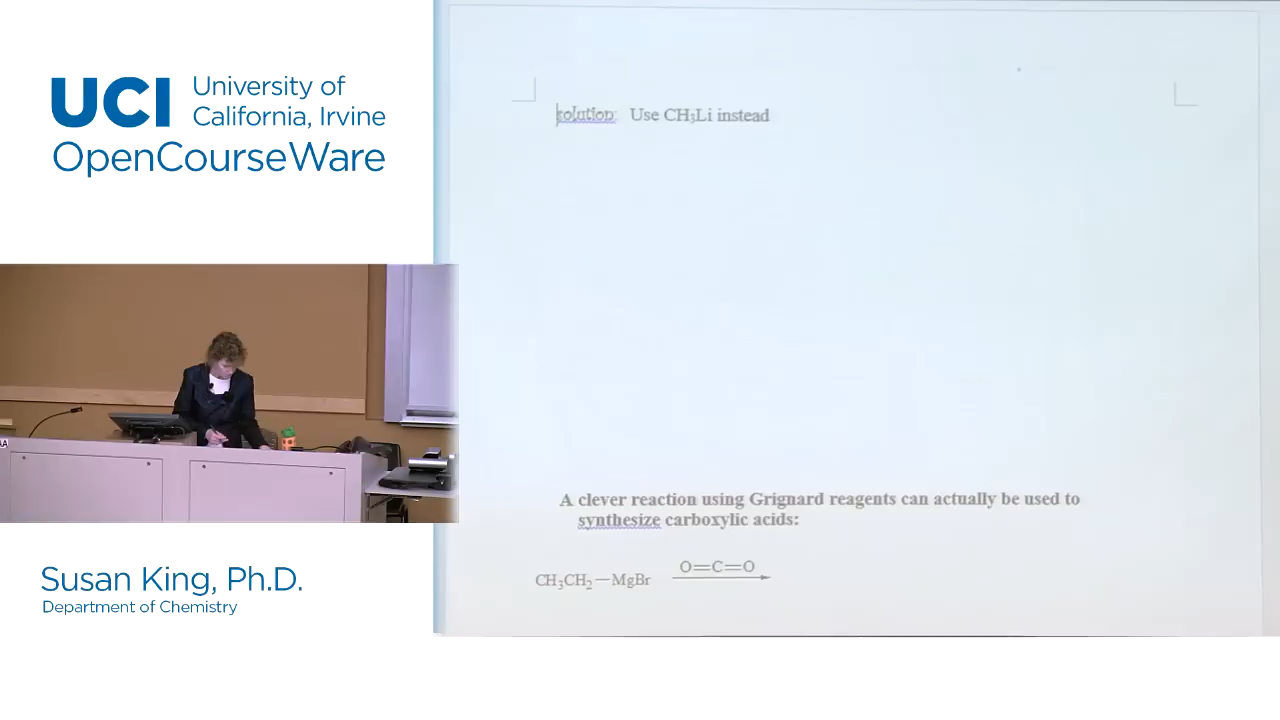 UCI University of
California, Irvine
OpenCourseWare
solution: Use CH₃Li instead
A clever reaction using Grignard reagents can actually be used to
synthesize carboxylic acids:
O=C=O
CH₃CH₂—MgBr
AA
Susan King, Ph.D.
Department of Chemistry